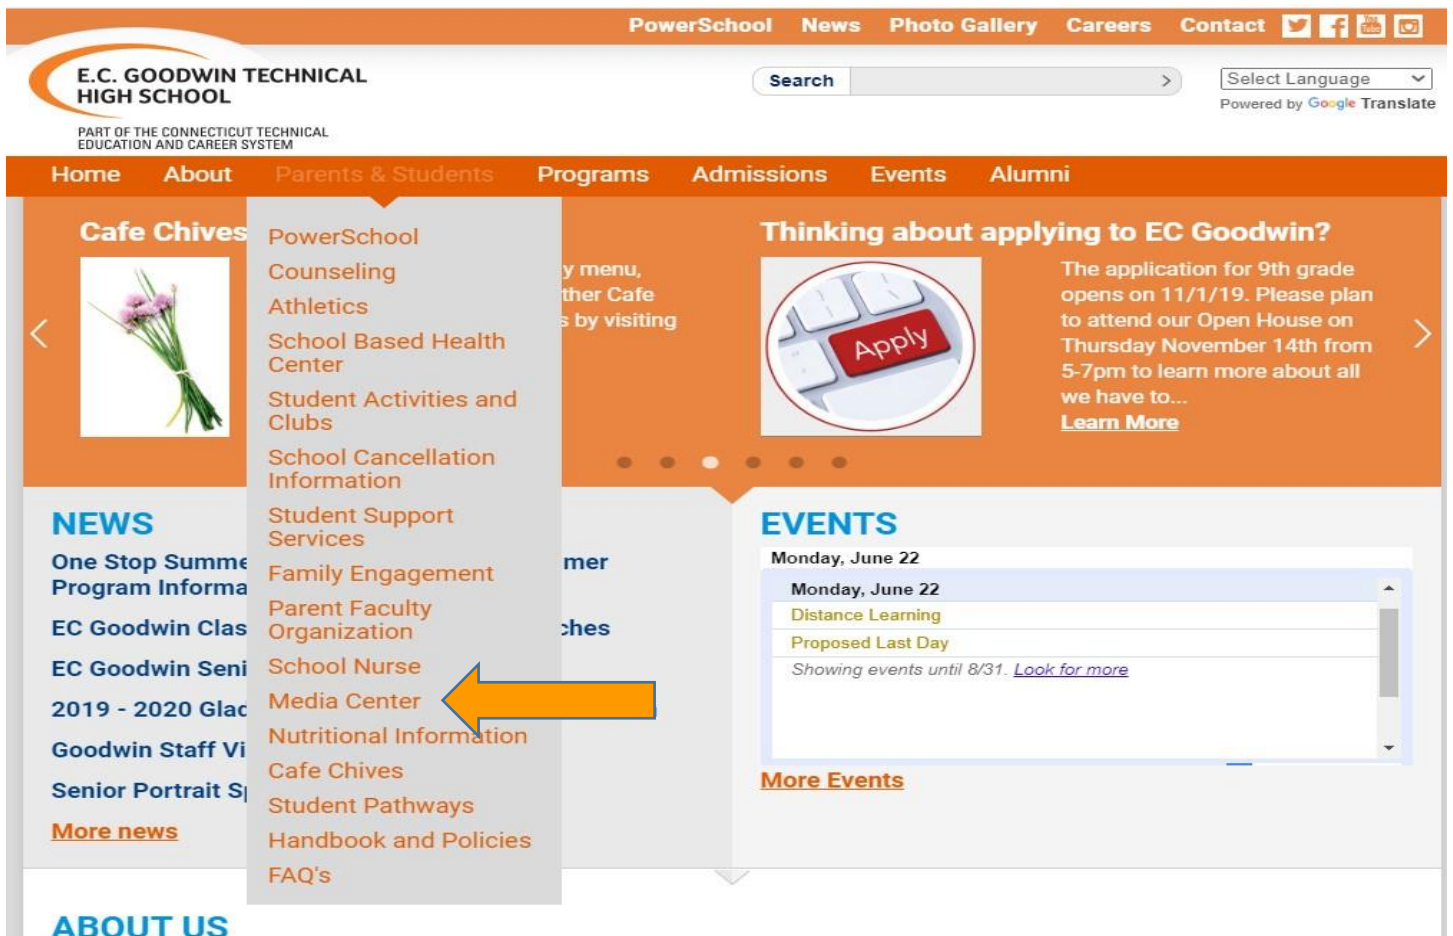 PowerSchool News Photo Gallery Careers Contact
You Tube
E.C. GOODWIN TECHNICAL
HIGH SCHOOL
PART OF THE CONNECTICUT TECHNICAL
EDUCATION AND CAREER SYSTEM
Search
Select Language
Powered by Google Translate
Home About Parents & Students Programs Admissions Events Alumni
Cafe Chives
y menu,
ther Cafe
s by visiting
PowerSchool
Counseling
Athletics
School Based Health
Center
Student Activities and
Clubs
School Cancellation
Information
Student Support
Services
Family Engagement
Parent Faculty
Organization
School Nurse
Media Center
Nutritional Information
Cafe Chives
Student Pathways
Handbook and Policies
FAQ's
Thinking about applying to EC Goodwin?
Apply
The application for 9th grade
opens on 11/1/19. Please plan
to attend our Open House on
Thursday November 14th from
5-7pm to learn more about all
we have to...
Learn More
NEWS
One Stop Summe mer
Program Informa
EC Goodwin Clas ches
EC Goodwin Seni
2019 - 2020 Glad
Goodwin Staff Vi
Senior Portrait S
More news
EVENTS
Monday, June 22
Monday, June 22
Distance Learning
Proposed Last Day
Showing events until 8/31. Look for more
More Events
ABOUT US